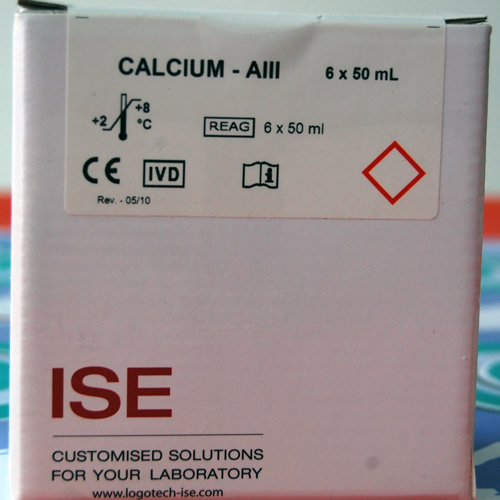 CALCIUM - AIII 6 x 50 mL
+8
+2 °C
REAG 6 x 50 ml
CE IVD i
Rev. - 05/10
ISE
CUSTOMISED SOLUTIONS
FOR YOUR LABORATORY
www.logotech-ise.com